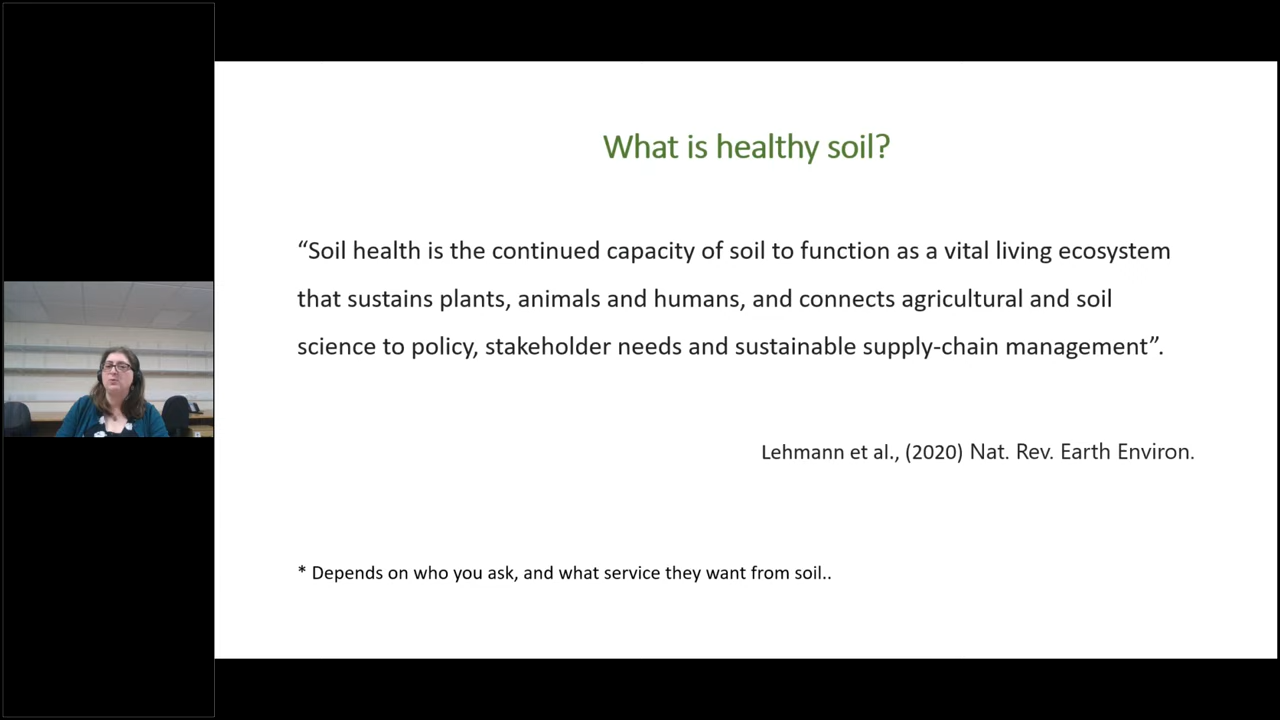 What is healthy soil?
“Soil health is the continued capacity of soil to function as a vital living ecosystem
that sustains plants, animals and humans, and connects agricultural and soil
science to policy, stakeholder needs and sustainable supply-chain management”.
Lehmann et al., (2020) Nat. Rev. Earth Environ.
* Depends on who you ask, and what service they want from soil..